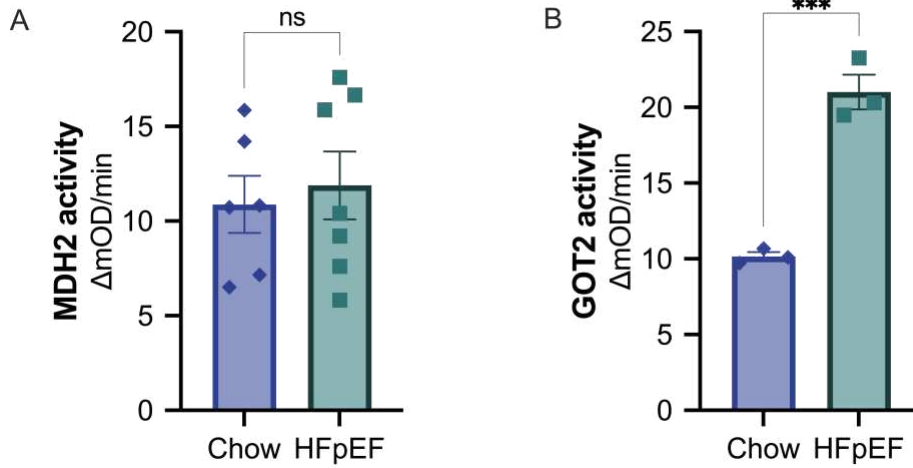 A
ns
MDH2 activity
ΔmOD/min
20
15
10
5
0
Chow HFpEF
B
***
GOT2 activity
ΔmOD/min
25
20
15
10
5
0
Chow HFpEF